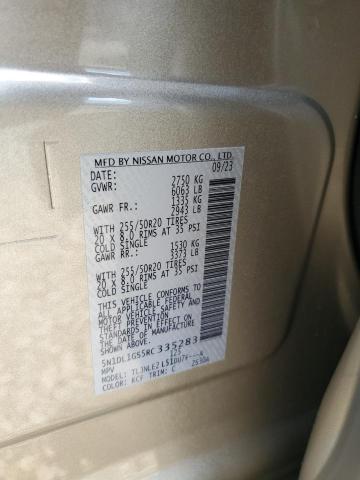 MFD BY NISSAN MOTOR CO., LTD.
DATE: 09/23
GVWR: 2750 KG
6063 LB
GAWR FR.: 1335 KG
2943 LB
WITH 255/50R20 TIRES
20 X 8.0 RIMS AT 35 PSI
COLD SINGLE
GAWR RR.: 1530 KG
3373 LB
WITH 255/50R20 TIRES
20 X 8.0 RIMS AT 35 PSI
COLD SINGLE
THIS VEHICLE CONFORMS TO
ALL APPLICABLE FEDERAL
MOTOR VEHICLE SAFETY AND
THEFT PREVENTION
STANDARDS IN EFFECT ON
THE DATE OF MANUFACTURE
SHOWN ABOVE.
5N1DL1GS5RC335283
MPV 125
MODEL:
COLOR: KCF TRIM: C 2630A